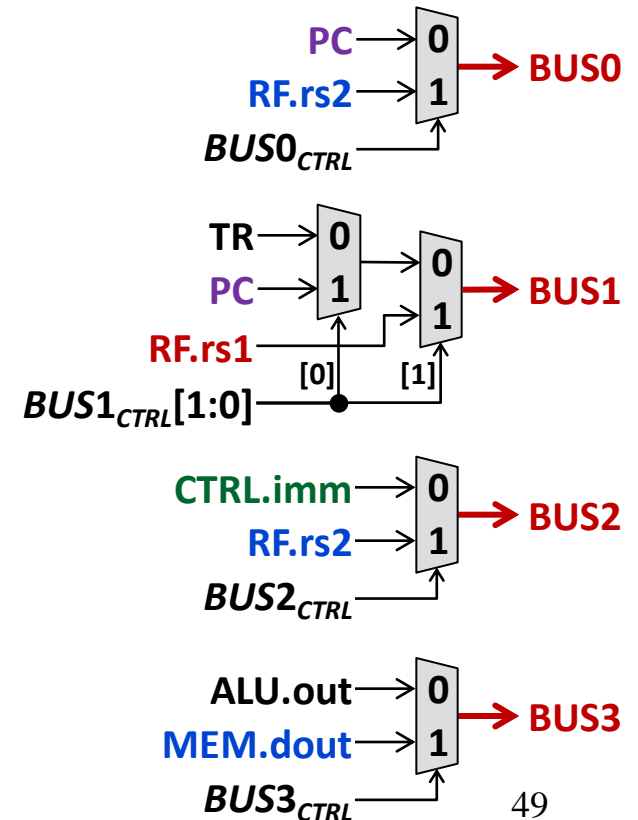 PC 0
BUS0
RF.rs2 1
BUS0CTRL
TR 0
0
PC 1
BUS1
1
RF.rs1
[0] [1]
BUS1CTRL[1:0]
CTRL.imm 0
BUS2
RF.rs2 1
BUS2CTRL
ALU.out 0
BUS3
MEM.dout 1
BUS3CTRL
49